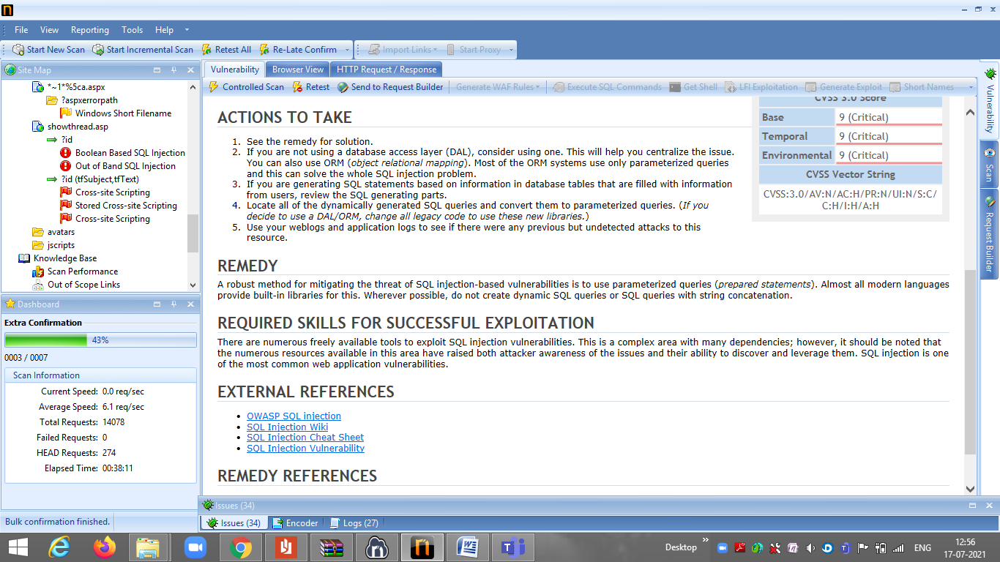 n
File View Reporting Tools Help
Start New Scan Start Incremental Scan Retest All Re-Late Confirm Import Links Start Proxy
Site Map
*~1*%5ca.aspx
?aspxerrorpath
Windows Short Filename
showthread.asp
?id
Boolean Based SQL Injection
Out of Band SQL Injection
?id (tfSubject,tfText)
Cross-site Scripting
Stored Cross-site Scripting
Cross-site Scripting
avatars
jscripts
Knowledge Base
Scan Performance
Out of Scope Links
Dashboard
Extra Confirmation
43%
0003 / 0007
Scan Information
Current Speed: 0.0 req/sec
Average Speed: 6.1 req/sec
Total Requests: 14078
Failed Requests: 0
HEAD Requests: 274
Elapsed Time: 00:38:11
Bulk confirmation finished.
Vulnerability Browser View HTTP Request / Response
Controlled Scan Retest Send to Request Builder Generate WAF Rules Execute SQL Commands Get Shell LFI Exploitation Generate Exploit Short Names
ACTIONS TO TAKE
1. See the remedy for solution.
2. If you are not using a database access layer (DAL), consider using one. This will help you centralize the issue.
You can also use ORM (object relational mapping). Most of the ORM systems use only parameterized queries
and this can solve the whole SQL injection problem.
3. If you are generating SQL statements based on information in database tables that are filled with information
from users, review the SQL generating parts.
4. Locate all of the dynamically generated SQL queries and convert them to parameterized queries. (If you
decide to use a DAL/ORM, change all legacy code to use these new libraries.)
5. Use your weblogs and application logs to see if there were any previous but undetected attacks to this
resource.
CVSS 3.0 Score
Base 9 (Critical)
Temporal 9 (Critical)
Environmental 9 (Critical)
CVSS Vector String
CVSS:3.0/AV:N/AC:H/PR:N/UI:N/S:C/
C:H/I:H/A:H
REMEDY
A robust method for mitigating the threat of SQL injection-based vulnerabilities is to use parameterized queries (prepared statements). Almost all modern languages
provide built-in libraries for this. Wherever possible, do not create dynamic SQL queries or SQL queries with string concatenation.
REQUIRED SKILLS FOR SUCCESSFUL EXPLOITATION
There are numerous freely available tools to exploit SQL injection vulnerabilities. This is a complex area with many dependencies; however, it should be noted that
the numerous resources available in this area have raised both attacker awareness of the issues and their ability to discover and leverage them. SQL injection is one
of the most common web application vulnerabilities.
EXTERNAL REFERENCES
• OWASP SQL injection
• SQL Injection Wiki
• SQL Injection Cheat Sheet
• SQL Injection Vulnerability
REMEDY REFERENCES
Vulnerability
Scan
Request Builder
Issues (34)
Issues (34) Encoder Logs (27)
Desktop ENG
12:56
17-07-2021